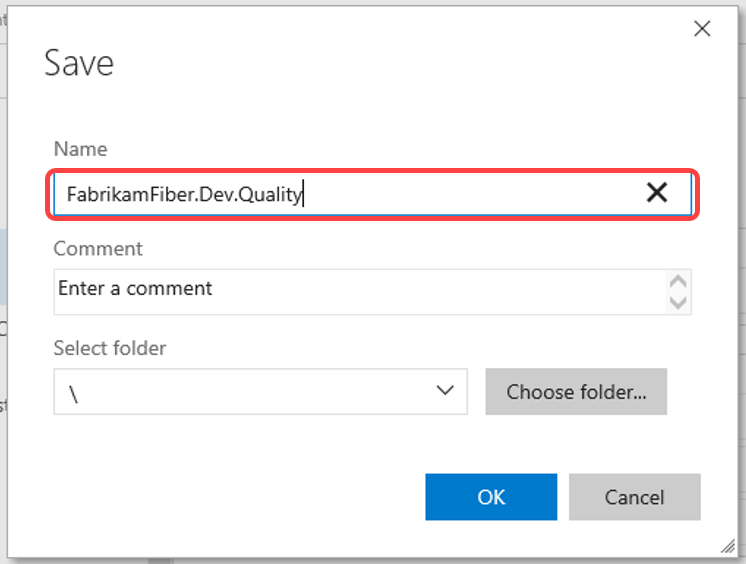 Save
Name
FabrikamFiber.Dev.Quality
Comment
Enter a comment
Select folder
\
Choose folder...
OK
Cancel